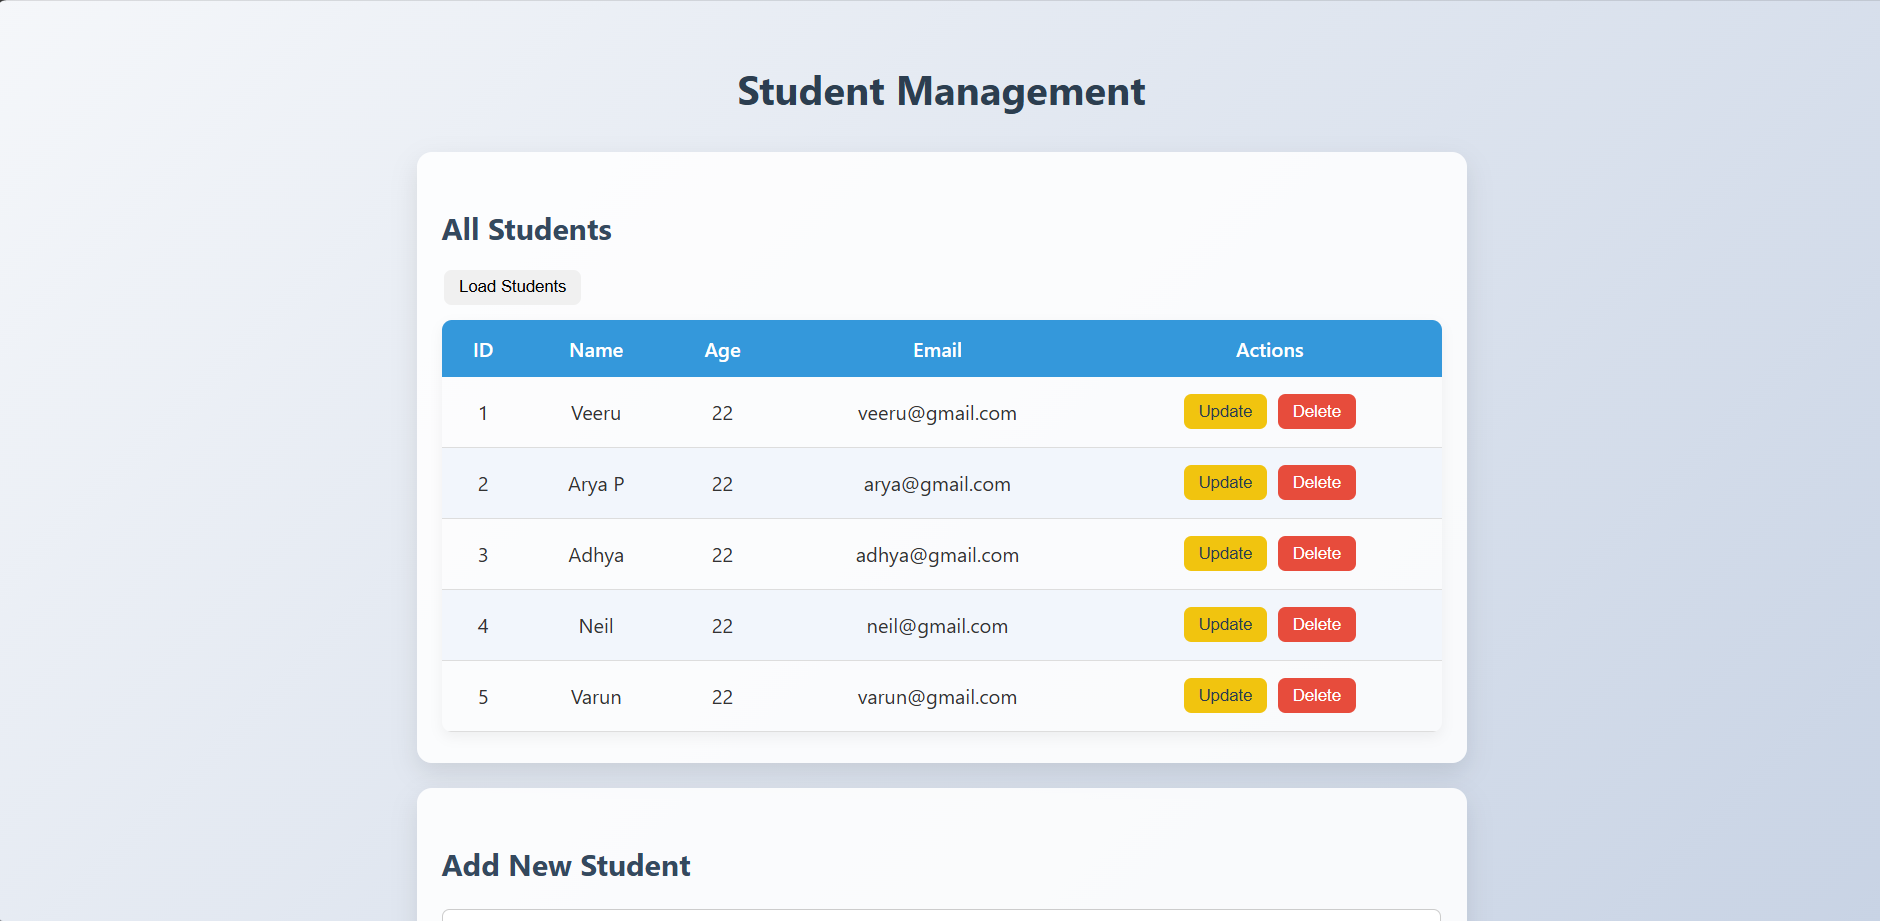 Student Management
All Students
Load Students
ID Name Age Email Actions
1 Veeru 22 veeru@gmail.com Update Delete
2 Arya P 22 arya@gmail.com Update Delete
3 Adhya 22 adhya@gmail.com Update Delete
4 Neil 22 neil@gmail.com Update Delete
5 Varun 22 varun@gmail.com Update Delete
Add New Student